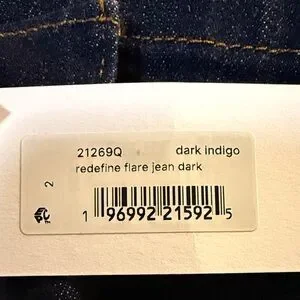 21269Q dark indigo
redefine flare jean dark
2
1 96992 21592 5